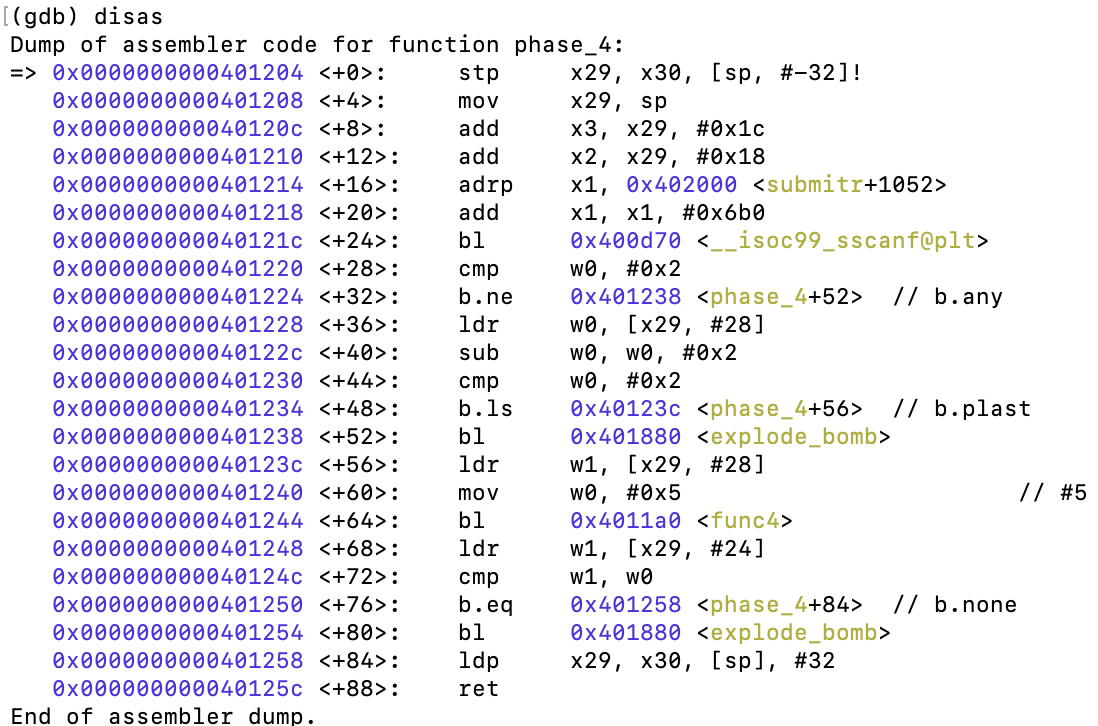 (gdb) disas
Dump of assembler code for function phase_4:
=> 0x0000000000401204 <+0>:	stp	x29, x30, [sp, #-32]!
   0x0000000000401208 <+4>:	mov	x29, sp
   0x000000000040120c <+8>:	add	x3, x29, #0x1c
   0x0000000000401210 <+12>:	add	x2, x29, #0x18
   0x0000000000401214 <+16>:	adrp	x1, 0x402000 <submitr+1052>
   0x0000000000401218 <+20>:	add	x1, x1, #0x6b0
   0x000000000040121c <+24>:	bl	0x400d70 <__isoc99_sscanf@plt>
   0x0000000000401220 <+28>:	cmp	w0, #0x2
   0x0000000000401224 <+32>:	b.ne	0x401238 <phase_4+52>  // b.any
   0x0000000000401228 <+36>:	ldr	w0, [x29, #28]
   0x000000000040122c <+40>:	sub	w0, w0, #0x2
   0x0000000000401230 <+44>:	cmp	w0, #0x2
   0x0000000000401234 <+48>:	b.ls	0x40123c <phase_4+56>  // b.plast
   0x0000000000401238 <+52>:	bl	0x401880 <explode_bomb>
   0x000000000040123c <+56>:	ldr	w1, [x29, #28]
   0x0000000000401240 <+60>:	mov	w0, #0x5                   	// #5
   0x0000000000401244 <+64>:	bl	0x4011a0 <func4>
   0x0000000000401248 <+68>:	ldr	w1, [x29, #24]
   0x000000000040124c <+72>:	cmp	w1, w0
   0x0000000000401250 <+76>:	b.eq	0x401258 <phase_4+84>  // b.none
   0x0000000000401254 <+80>:	bl	0x401880 <explode_bomb>
   0x0000000000401258 <+84>:	ldp	x29, x30, [sp], #32
   0x000000000040125c <+88>:	ret
End of assembler dump.